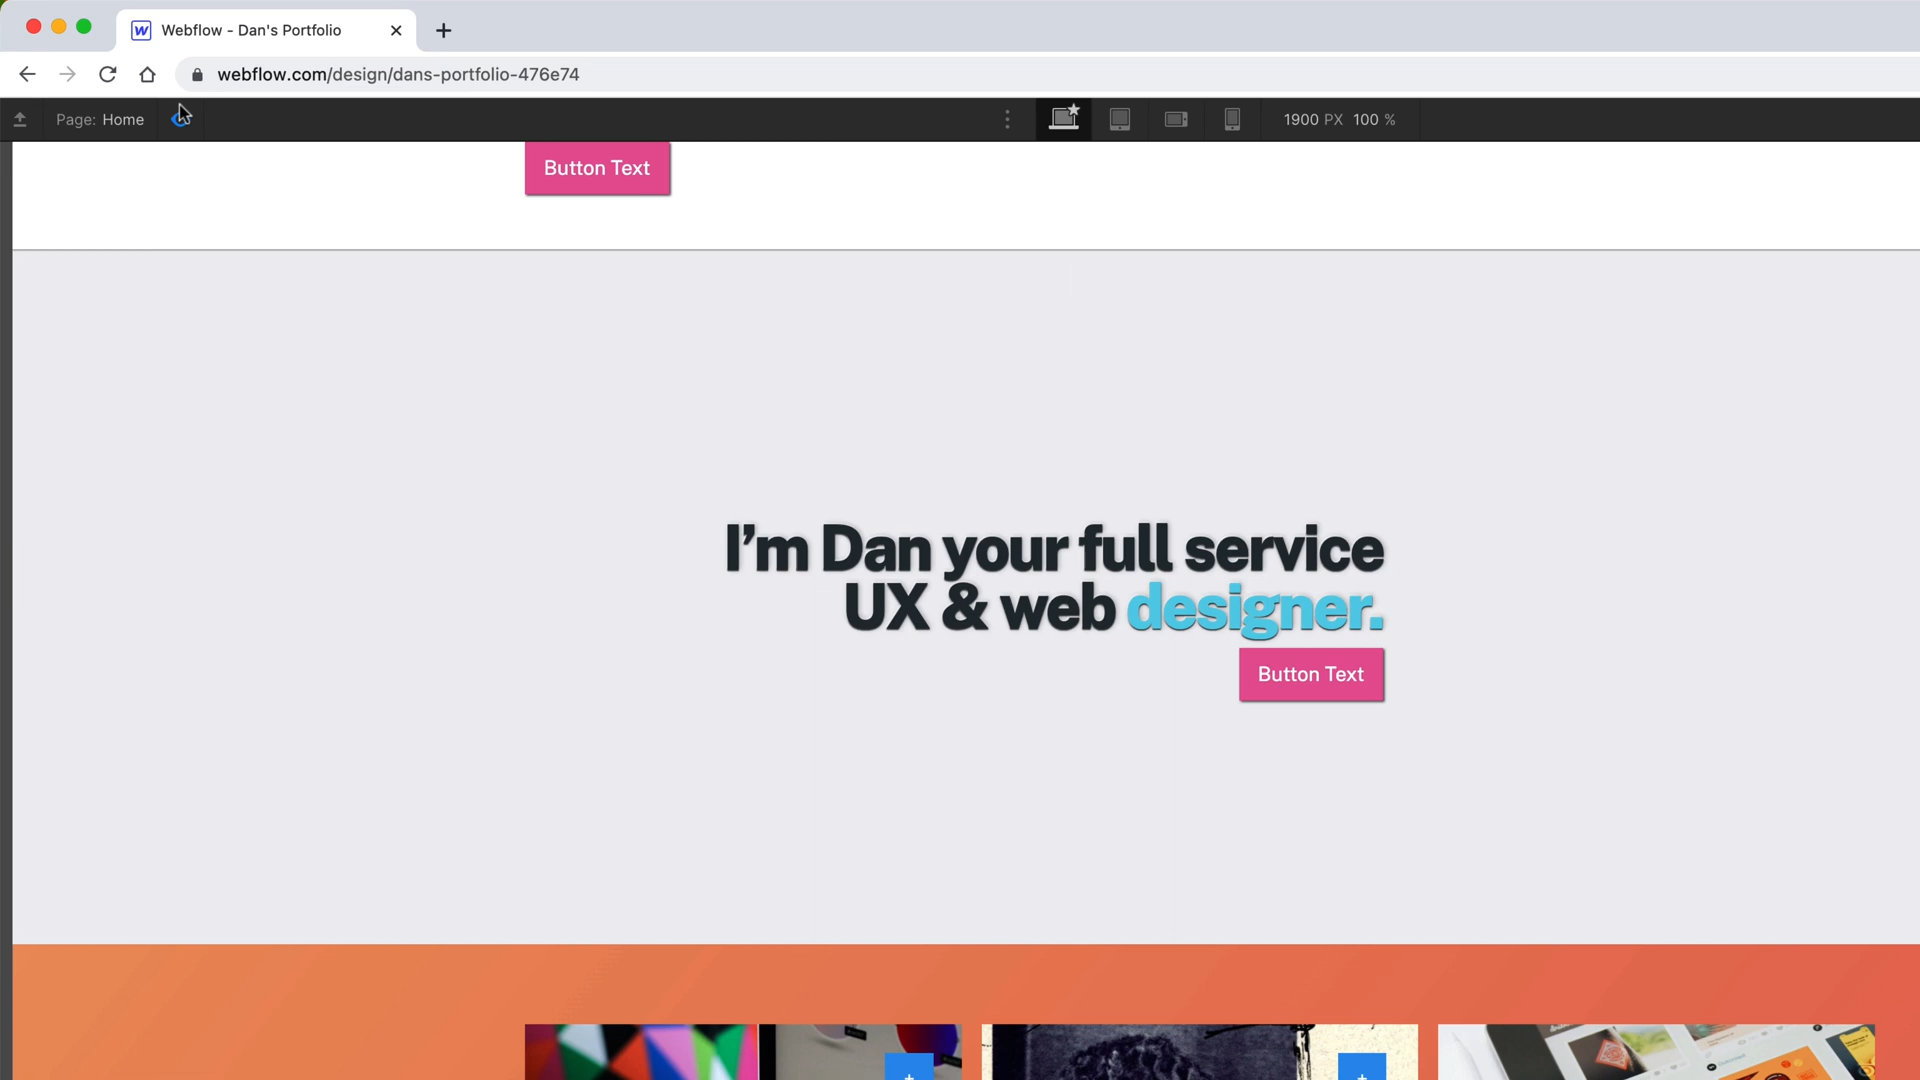 Webflow - Dan's Portfolio
webflow.com/design/dans-portfolio-476e74
Page: Home
1900 PX 100 %
Button Text
I’m Dan your full service
UX & web designer.
Button Text